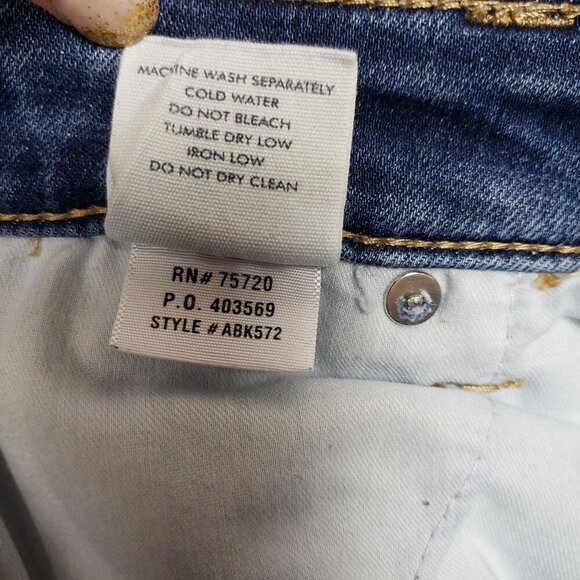 MACHINE WASH SEPARATELY
COLD WATER
DO NOT BLEACH
TUMBLE DRY LOW
IRON LOW
DO NOT DRY CLEAN
RN# 75720
P.O. 403569
STYLE # ABK572